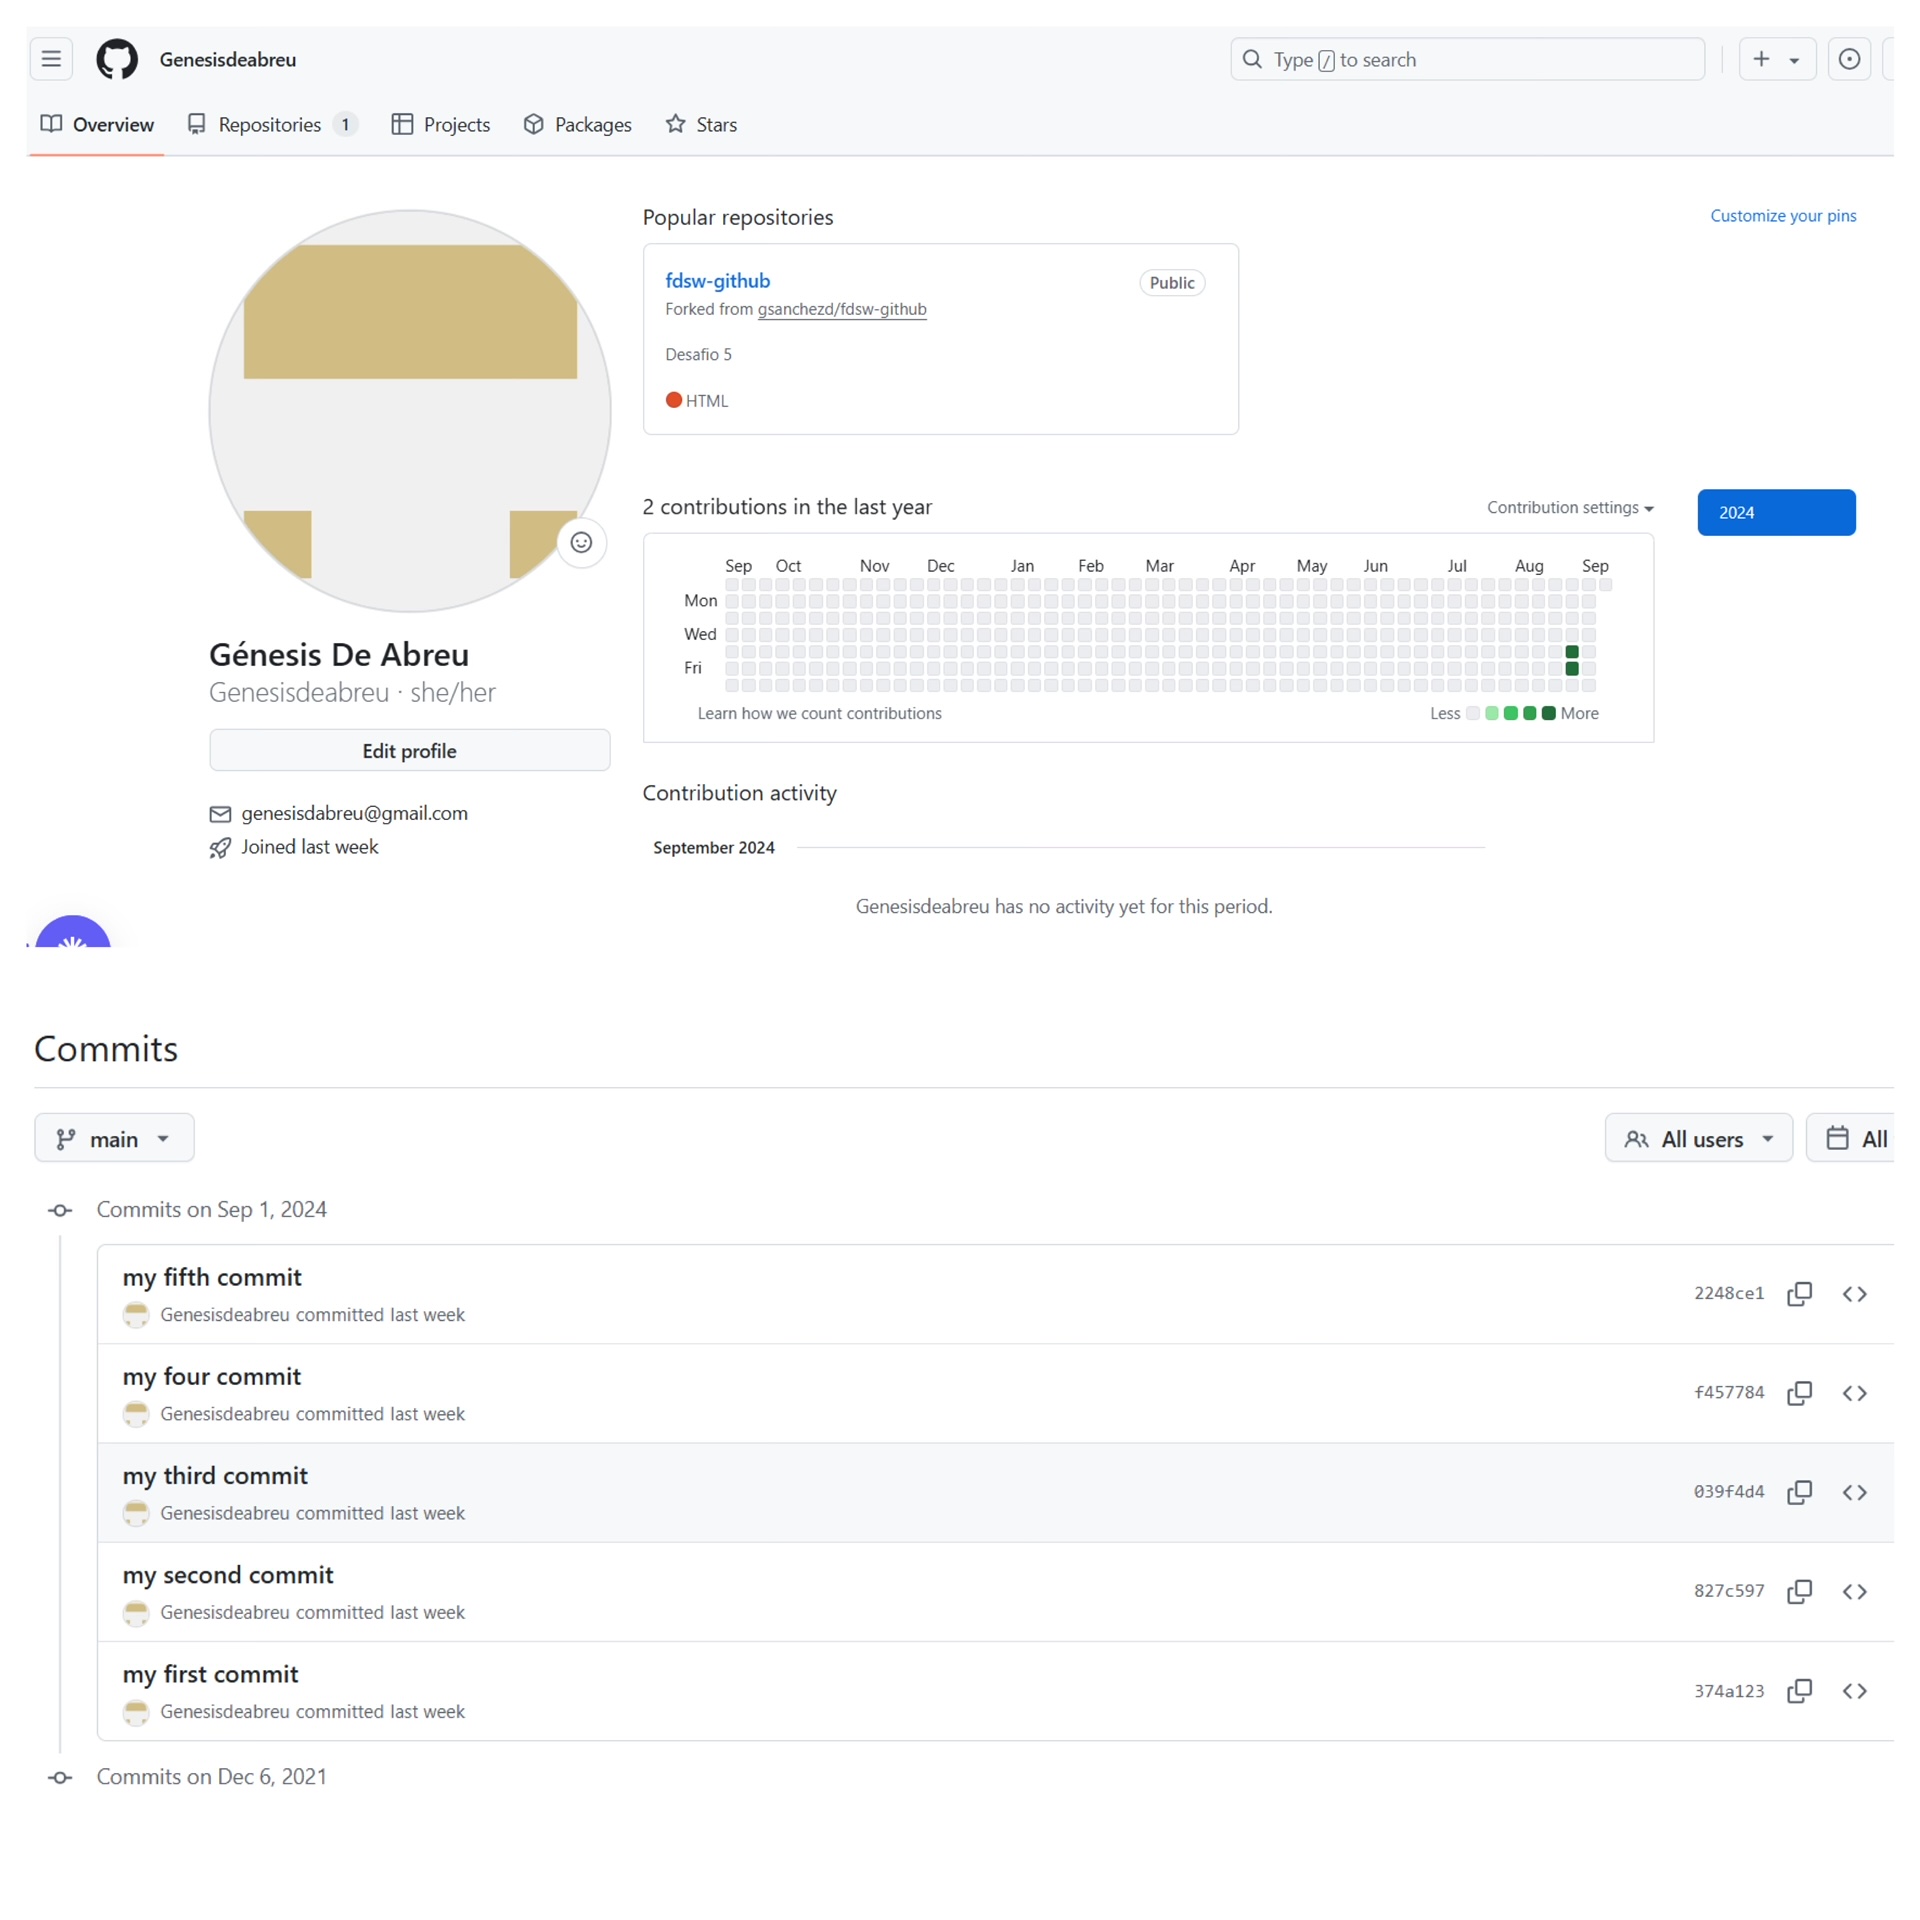 Genesisdeabreu
Type / to search
Overview Repositories 1 Projects Packages Stars
Popular repositories
Customize your pins
fdsw-github
Public
Forked from gsanchezd/fdsw-github
Desafio 5
HTML
2 contributions in the last year
Contribution settings
2024
Sep Oct Nov Dec Jan Feb Mar Apr May Jun Jul Aug Sep
Mon
Wed
Fri
Learn how we count contributions
Less More
Génesis De Abreu
Genesisdeabreu · she/her
Edit profile
genesisdabreu@gmail.com
Joined last week
Contribution activity
September 2024
Genesisdeabreu has no activity yet for this period.
Commits
main
All users
All
Commits on Sep 1, 2024
my fifth commit
Genesisdeabreu committed last week
2248ce1
my four commit
Genesisdeabreu committed last week
f457784
my third commit
Genesisdeabreu committed last week
039f4d4
my second commit
Genesisdeabreu committed last week
827c597
my first commit
Genesisdeabreu committed last week
374a123
Commits on Dec 6, 2021